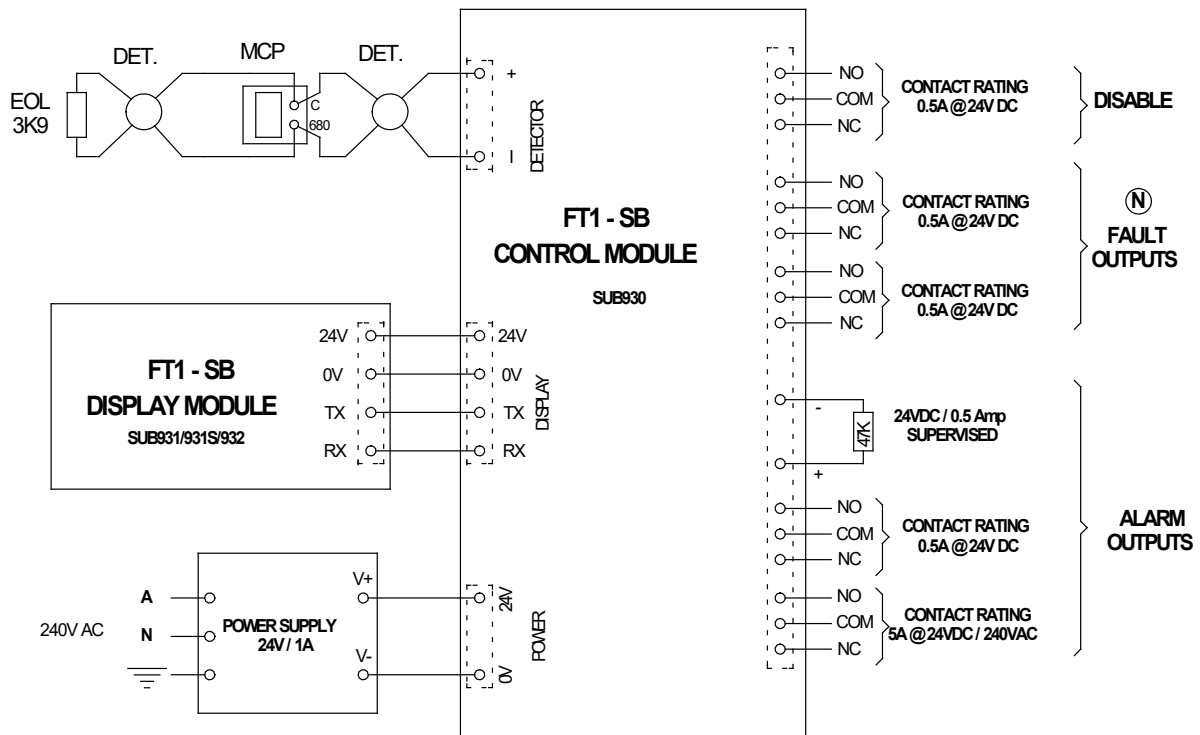 DET.
MCP
DET.
EOL
3K9
C
680
+
I
DETECTOR
FT1 - SB
CONTROL MODULE
SUB930
NO
COM
NC
CONTACT RATING
0.5A @ 24V DC
DISABLE
NO
COM
NC
CONTACT RATING
0.5A @ 24V DC
N
FAULT
OUTPUTS
NO
COM
NC
CONTACT RATING
0.5A @ 24V DC
FT1 - SB
DISPLAY MODULE
SUB931/931S/932
24V
0V
TX
RX
24V
0V
TX
RX
DISPLAY
-
+
47K
24VDC / 0.5 Amp
SUPERVISED
NO
COM
NC
CONTACT RATING
0.5A @ 24V DC
ALARM
OUTPUTS
NO
COM
NC
CONTACT RATING
5A @ 24VDC / 240VAC
240V AC
A
N
POWER SUPPLY
24V / 1A
V+
V-
24V
0V
POWER